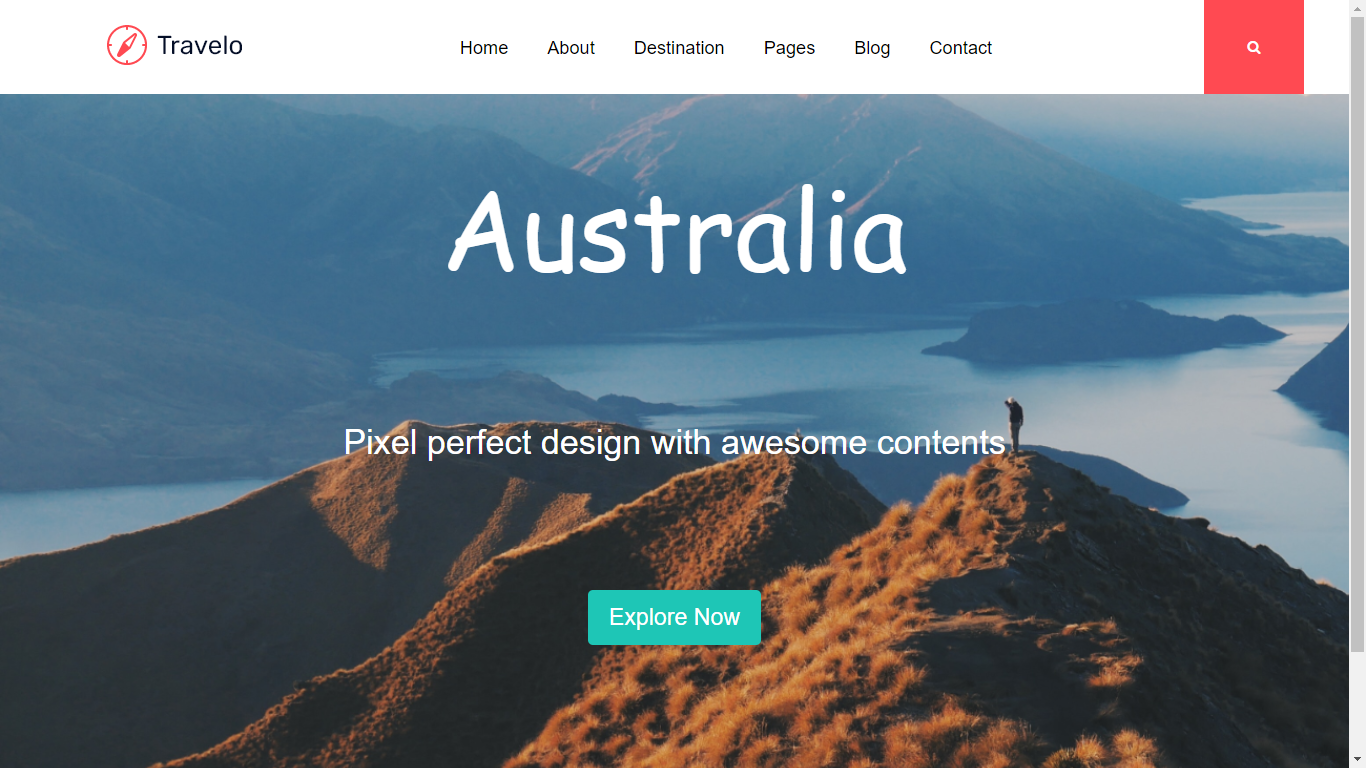 Travelo
Home About Destination Pages Blog Contact
Australia
Pixel perfect design with awesome contents
Explore Now